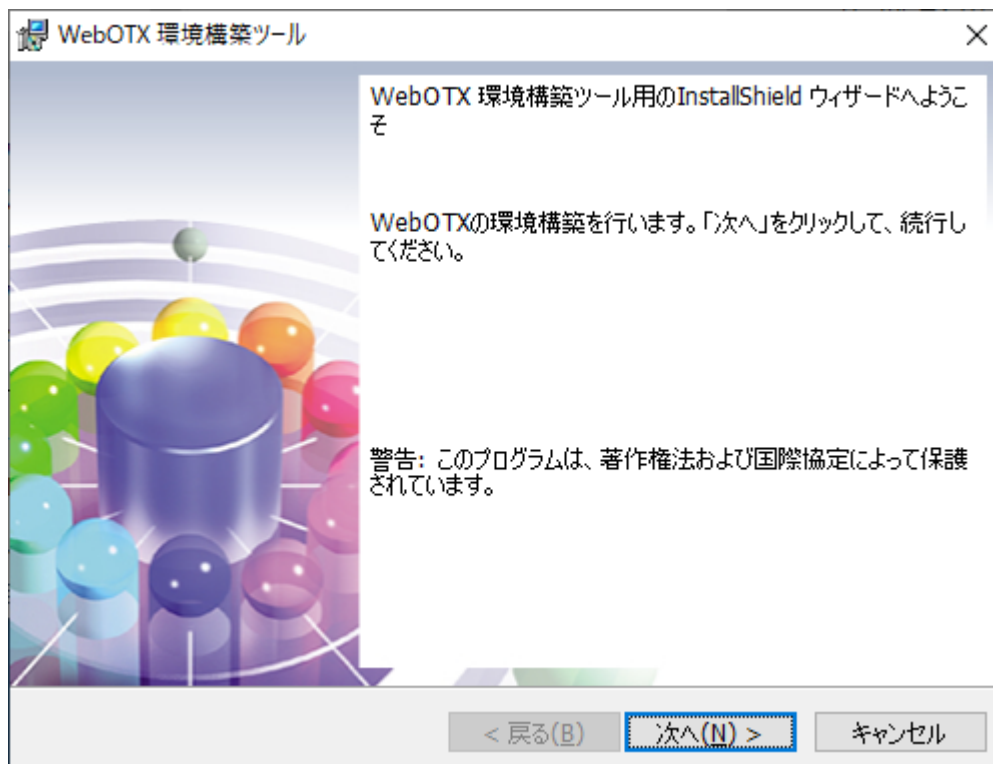 WebOTX 環境構築ツール
WebOTX 環境構築ツール用のInstallShield ウィザードへようこ
そ
WebOTXの環境構築を行います。「次へ」をクリックして、続行し
てください。
警告: このプログラムは、著作権法および国際協定によって保護
されています。
< 戻る(B)
次へ(N) >
キャンセル